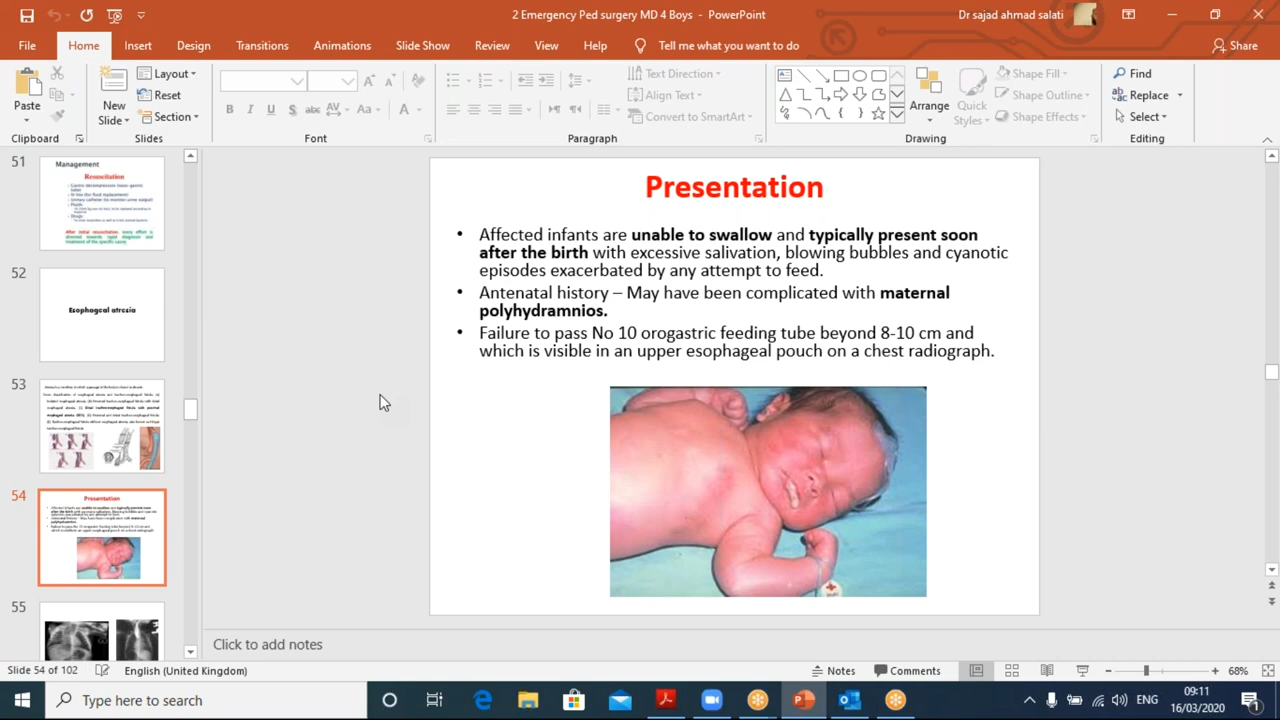 2 Emergency Ped surgery MD 4 Boys - PowerPoint
Dr sajad ahmad salati
File Home Insert Design Transitions Animations Slide Show Review View Help Tell me what you want to do Share
Paste
New Slide
Layout
Reset
Section
B I U S abc AV Aa A
Text Direction
Align Text
Convert to SmartArt
Arrange
Quick Styles
Shape Fill
Shape Outline
Shape Effects
Find
Replace
Select
Clipboard Slides Font Paragraph Drawing Editing
51
Management
Resuscitation
52
Esophageal atresia
53
54
Presentation
55
Presentation
• Affected infants are unable to swallow and typically present soon
after the birth with excessive salivation, blowing bubbles and cyanotic
episodes exacerbated by any attempt to feed.
• Antenatal history – May have been complicated with maternal
polyhydramnios.
• Failure to pass No 10 orogastric feeding tube beyond 8-10 cm and
which is visible in an upper esophageal pouch on a chest radiograph.
Click to add notes
Slide 54 of 102 English (United Kingdom) Notes Comments 68%
Type here to search
ENG
09:11
16/03/2020